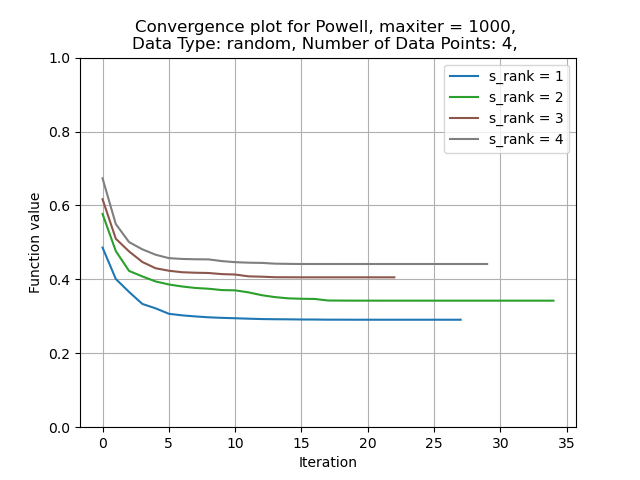 Convergence plot for Powell, maxiter = 1000,
Data Type: random, Number of Data Points: 4,
1.0
0.8
0.6
0.4
0.2
0.0
Function value
s_rank = 1
s_rank = 2
s_rank = 3
s_rank = 4
0 5 10 15 20 25 30 35
Iteration